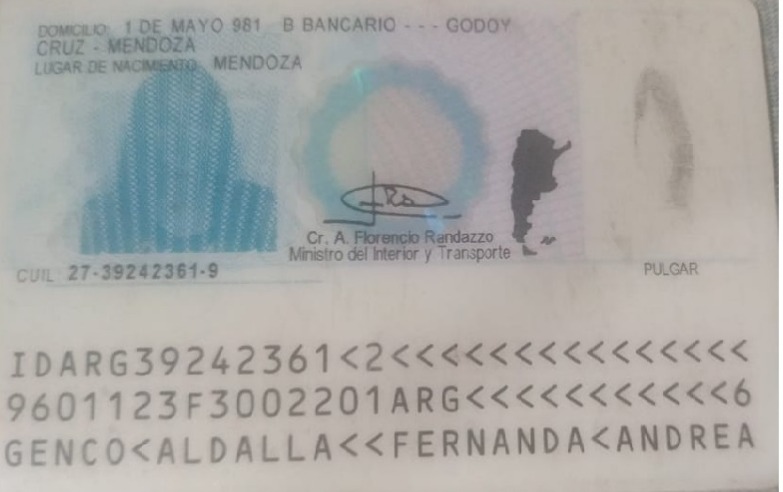 DOMICILIO: 1 DE MAYO 981 B BANCARIO - - - GODOY
CRUZ - MENDOZA
LUGAR DE NACIMIENTO: MENDOZA
Cr. A. Florencio Randazzo
Ministro del Interior y Transporte
CUIL: 27-39242361-9
PULGAR
IDARG39242361<2<<<<<<<<<<<<<<<
9601123F3002201ARG<<<<<<<<<<<6
GENCO<ALDALLA<<FERNANDA<ANDREA